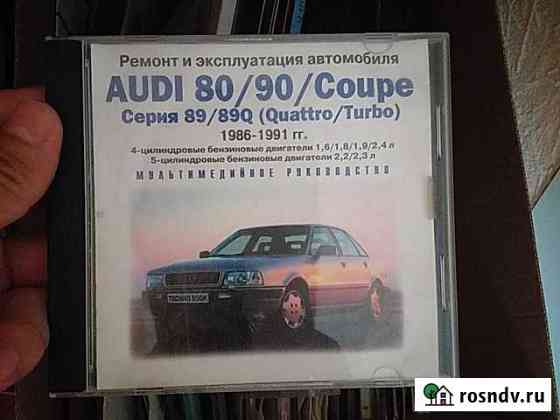 Ремонт и эксплуатация автомобиля
AUDI 80/90/Coupe
Серия 89/89Q (Quattro/Turbo)
1986-1991 гг.
4-цилиндровые бензиновые двигатели 1,6/1,8/1,9/2,4 л
5-цилиндровые бензиновые двигатели 2,2/2,3 л
МУЛЬТИМЕДИЙНОЕ РУКОВОДСТВО
rosndv.ru